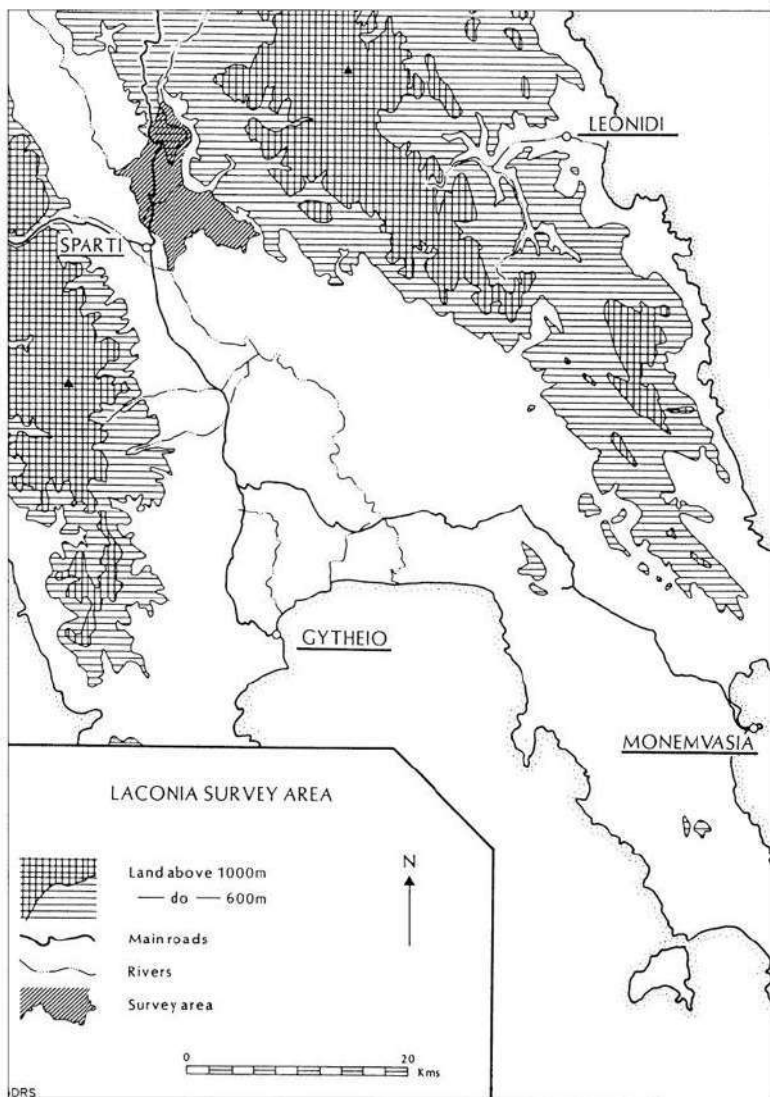 LEONIDI
SPARTI
GYTHEIO
MONEMVASIA
LACONIA SURVEY AREA
Land above 1000m
— do — 600m
Main roads
Rivers
Survey area
N
0 20
Kms
DRS